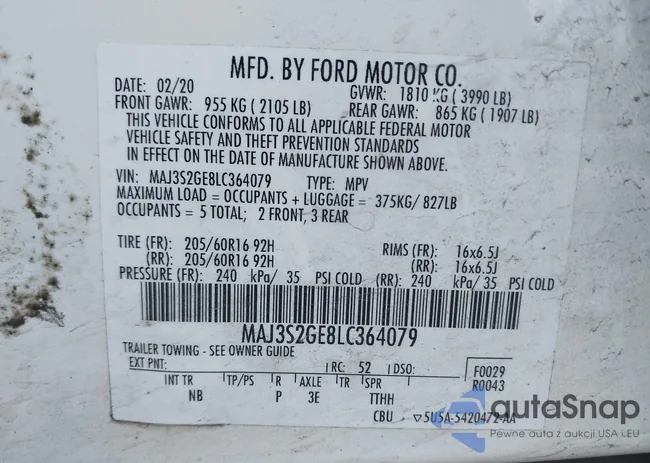 MFD. BY FORD MOTOR CO.
DATE: 02/20 GVWR: 1810 KG ( 3990 LB)
FRONT GAWR: 955 KG ( 2105 LB) REAR GAWR: 865 KG ( 1907 LB)
THIS VEHICLE CONFORMS TO ALL APPLICABLE FEDERAL MOTOR
VEHICLE SAFETY AND THEFT PREVENTION STANDARDS
IN EFFECT ON THE DATE OF MANUFACTURE SHOWN ABOVE.
VIN: MAJ3S2GE8LC364079 TYPE: MPV
MAXIMUM LOAD = OCCUPANTS + LUGGAGE = 375KG/ 827LB
OCCUPANTS = 5 TOTAL; 2 FRONT, 3 REAR
TIRE (FR): 205/60R16 92H RIMS (FR): 16x6.5J
(RR): 205/60R16 92H (RR): 16x6.5J
PRESSURE (FR): 240 kPa/ 35 PSI COLD (RR): 240 kPa/ 35 PSI COLD
MAJ3S2GE8LC364079
TRAILER TOWING - SEE OWNER GUIDE
EXT PNT: RC: 52 DSO: F0029
R0043
INT TR TP/PS R AXLE TR SPR
NB P 3E TTHH
CBU ▽5U5A-5420472-AA
autaSnap
Pewne auto z aukcji USA i EU